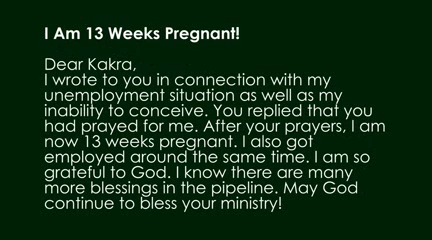 I Am 13 Weeks Pregnant!
Dear Kakra,
I wrote to you in connection with my
unemployment situation as well as my
inability to conceive. You replied that you
had prayed for me. After your prayers, I am
now 13 weeks pregnant. I also got
employed around the same time. I am so
grateful to God. I know there are many
more blessings in the pipeline. May God
continue to bless your ministry!